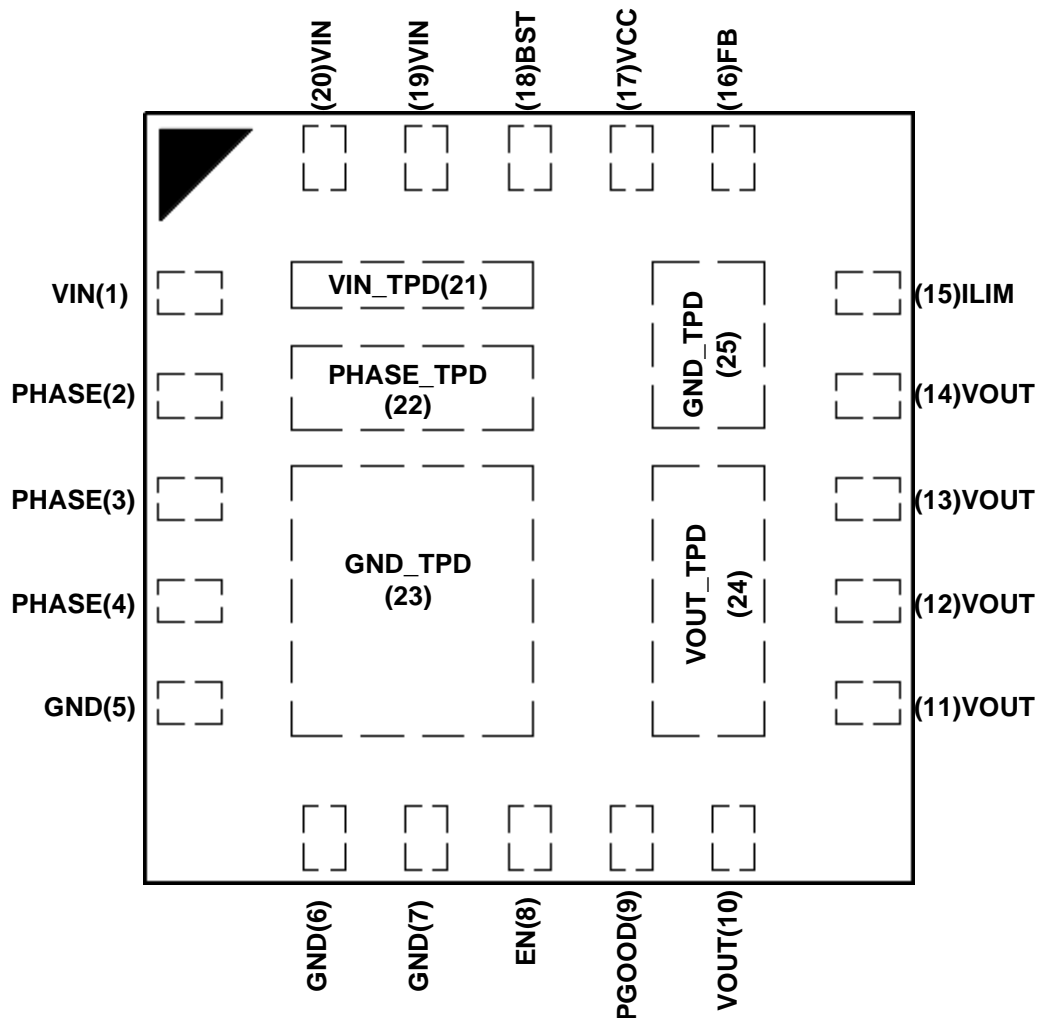 (20)VIN
(19)VIN
(18)BST
(17)VCC
(16)FB
VIN(1)
PHASE(2)
PHASE(3)
PHASE(4)
GND(5)
VIN_TPD(21)
PHASE_TPD
(22)
GND_TPD
(23)
GND_TPD
(25)
VOUT_TPD
(24)
(15)ILIM
(14)VOUT
(13)VOUT
(12)VOUT
(11)VOUT
GND(6)
GND(7)
EN(8)
PGOOD(9)
VOUT(10)